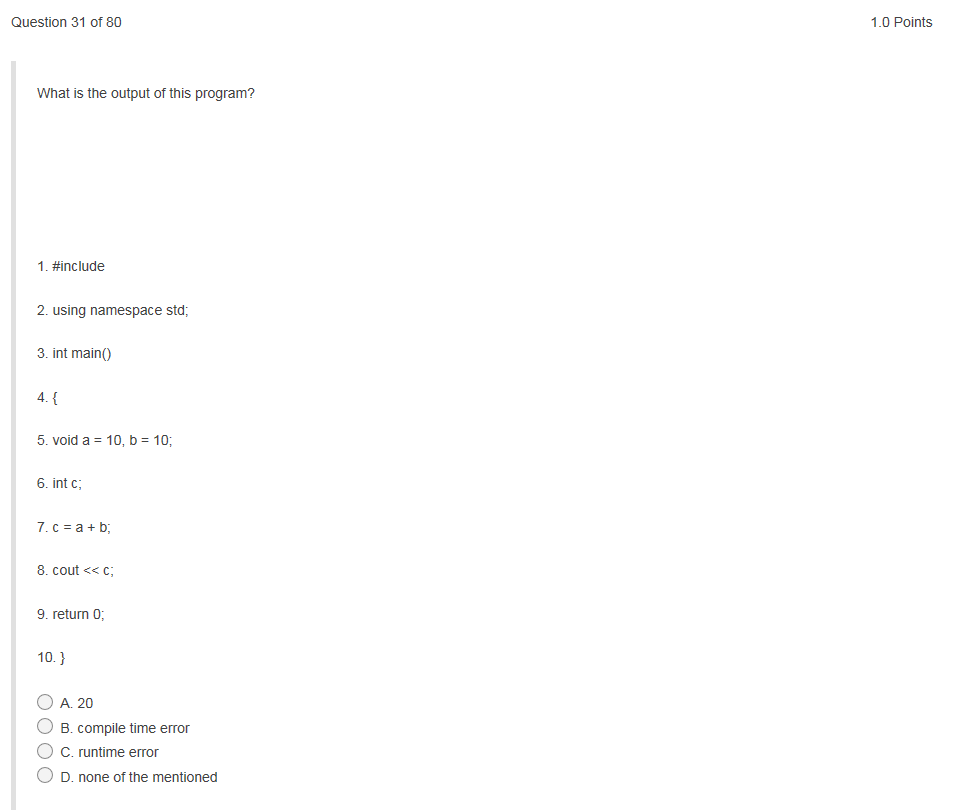 Question 31 of 80
1.0 Points
What is the output of this program?
1. #include
2. using namespace std;
3. int main()
4. {
5. void a = 10, b = 10;
6. int c;
7. c = a + b;
8. cout << c;
9. return 0;
10. }
A. 20
B. compile time error
C. runtime error
D. none of the mentioned